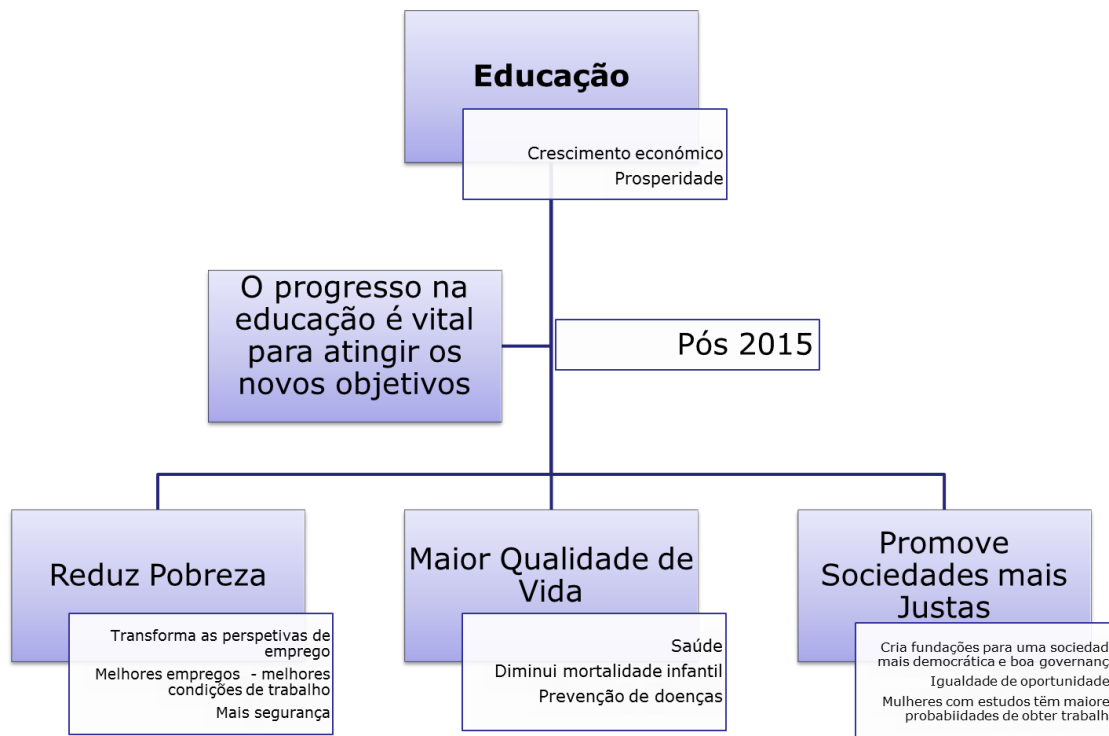 Educação
Crescimento económico
Prosperidade
O progresso na
educação é vital
para atingir os
novos objetivos
Pós 2015
Reduz Pobreza
Transforma as perspetivas de
emprego
Melhores empregos - melhores
condições de trabalho
Mais segurança
Maior Qualidade de
Vida
Saúde
Diminui mortalidade infantil
Prevenção de doenças
Promove
Sociedades mais
Justas
Cria fundações para uma sociedad
mais democrática e boa governanç
Igualdade de oportunidade
Mulheres com estudos têm maiore
probabiidades de obter trabalh